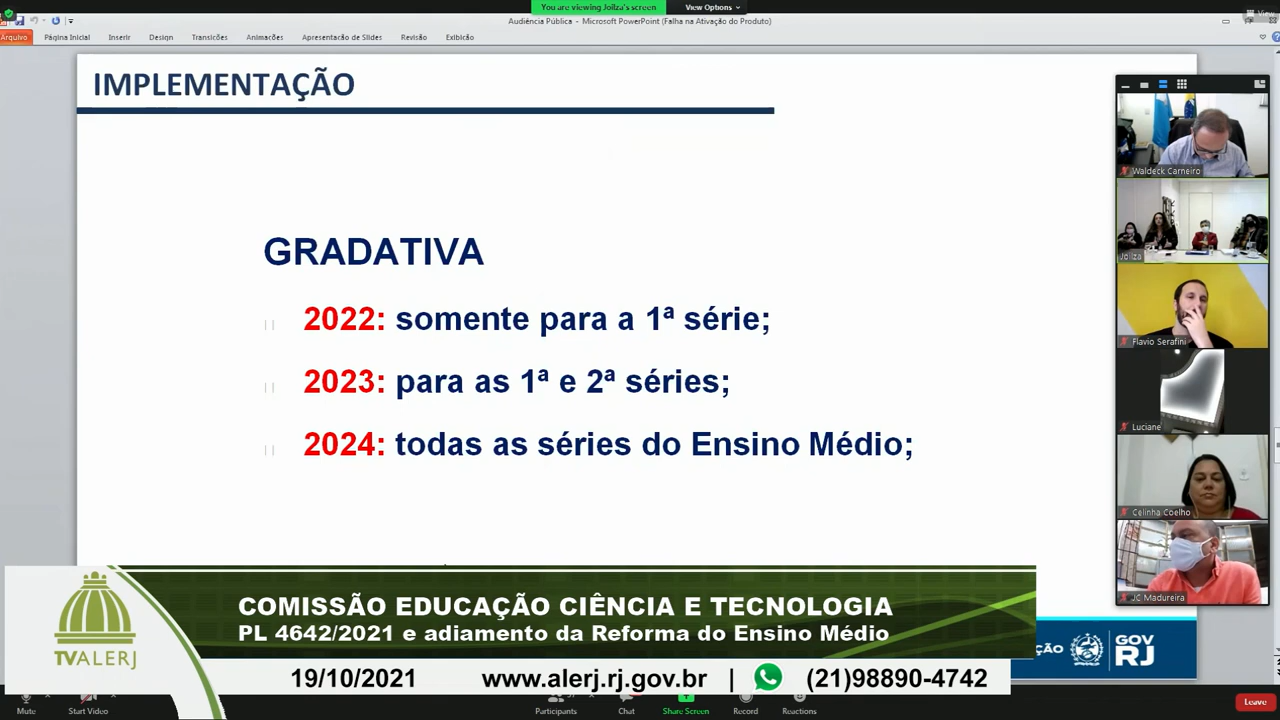 You are viewing Joilza's screen
View Options
View
Audiência Pública - Microsoft PowerPoint (Falha na Ativação do Produto)
Arquivo
Página Inicial
Inserir
Design
Transições
Animações
Apresentação de Slides
Revisão
Exibição
IMPLEMENTAÇÃO
GRADATIVA
2022: somente para a 1ª série;
2023: para as 1ª e 2ª séries;
2024: todas as séries do Ensino Médio;
Waldeck Carneiro
Joilza
Flavio Serafini
Luciane
Celinha Coelho
JC Madureira
COMISSÃO EDUCAÇÃO CIÊNCIA E TECNOLOGIA
PL 4642/2021 e adiamento da Reforma do Ensino Médio
TVALERJ
19/10/2021 www.alerj.rj.gov.br | (21)98890-4742
AÇÃO
GOV
RJ
Mute
Start Video
Participants
Chat
Share Screen
Record
Reactions
Leave